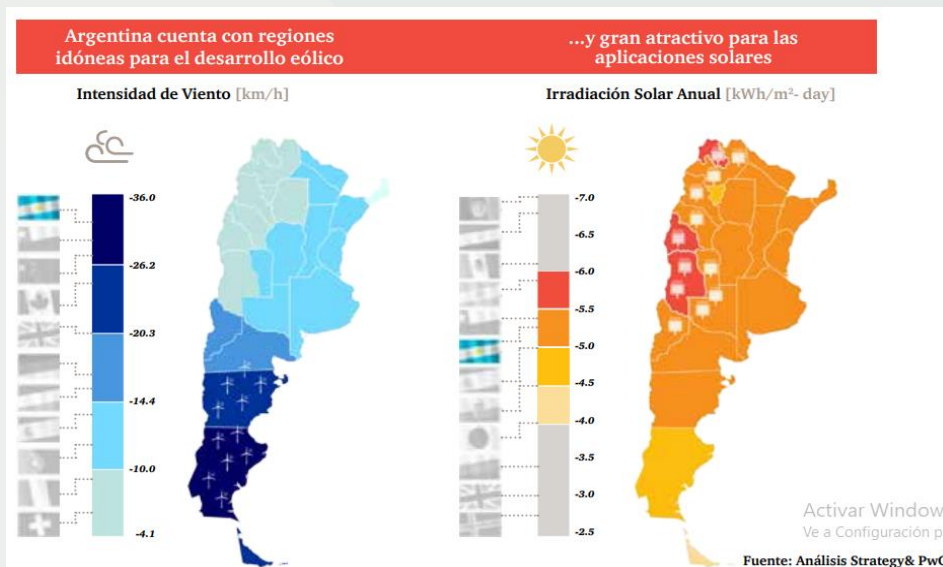 Argentina cuenta con regiones
idóneas para el desarrollo eólico
...y gran atractivo para las
aplicaciones solares
Intensidad de Viento [km/h]
Irradiación Solar Anual [kWh/m²- day]
-36.0
-26.2
-20.3
-14.4
-10.0
-4.1
-7.0
-6.5
-6.0
-5.5
-5.0
-4.5
-4.0
-3.5
-3.0
-2.5
Activar Window
Ve a Configuración p
Fuente: Análisis Strategy& PwC